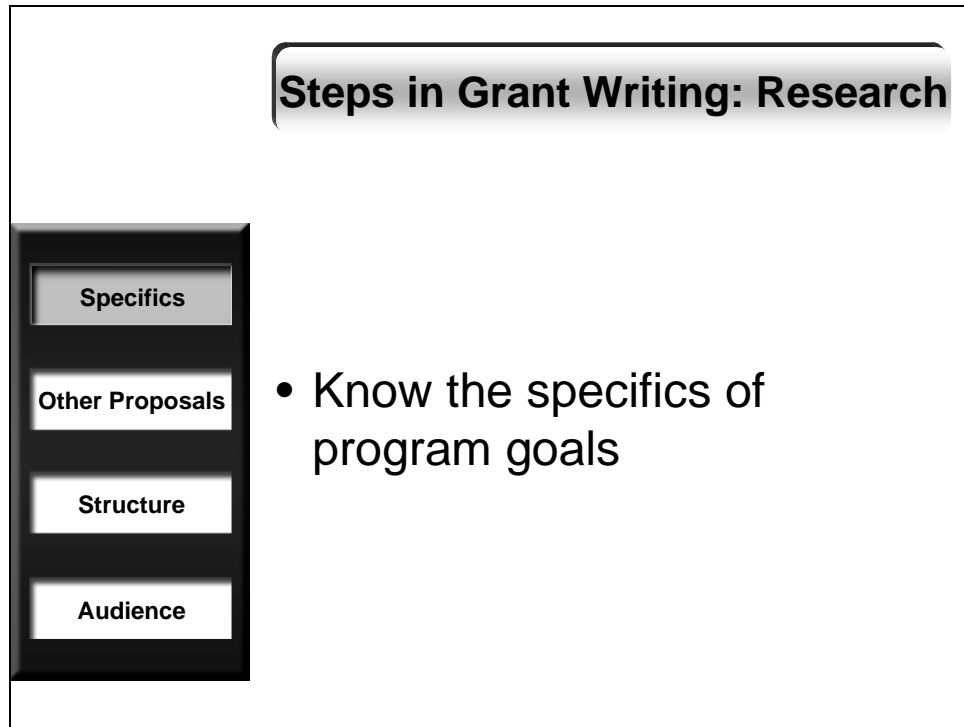 Steps in Grant Writing: Research
Specifics
Other Proposals
Structure
Audience
• Know the specifics of
program goals